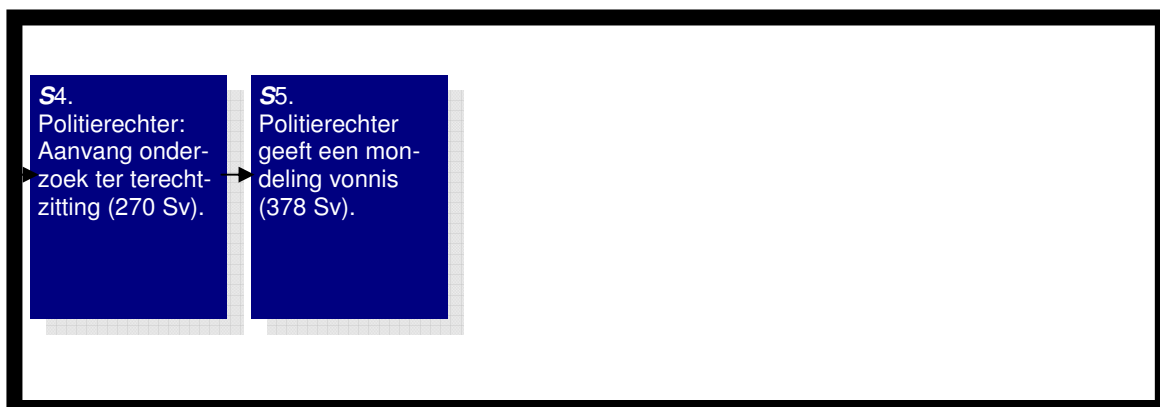 S4.
Politierechter:
Aanvang onder-
zoek ter terecht-
zitting (270 Sv).
S5.
Politierechter
geeft een mon-
deling vonnis
(378 Sv).